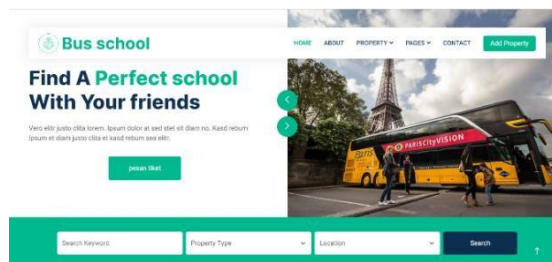 Bus school
HOME ABOUT PROPERTY PAGES CONTACT Add Property
Find A Perfect school
With Your friends
Vero elitr justo clita lorem. Ipsum dolor at sed stet sit diam no. Kasd rebum
ipsum et diam justo clita et kasd rebum sea elitr.
pesan tiket
PARISCityVISION
Paris
Search Keyword Property Type Location Search